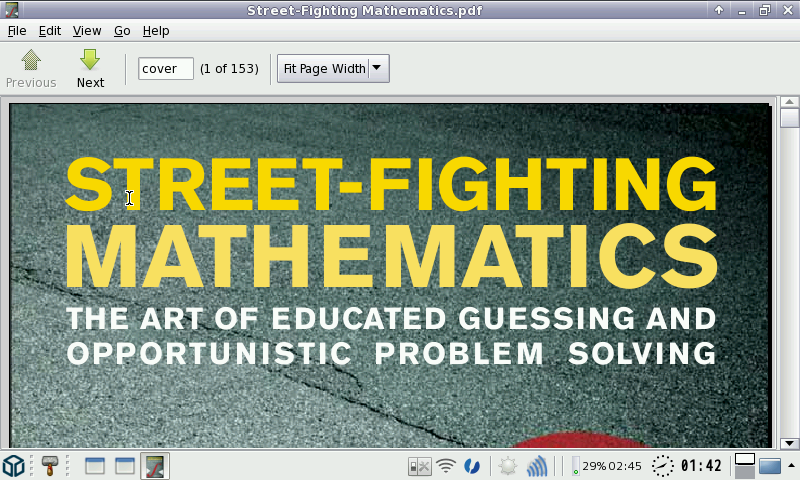 Street-Fighting Mathematics.pdf
File Edit View Go Help
Previous Next cover (1 of 153) Fit Page Width
STREET-FIGHTING
MATHEMATICS
THE ART OF EDUCATED GUESSING AND
OPPORTUNISTIC PROBLEM SOLVING
29% 02:45 01:42